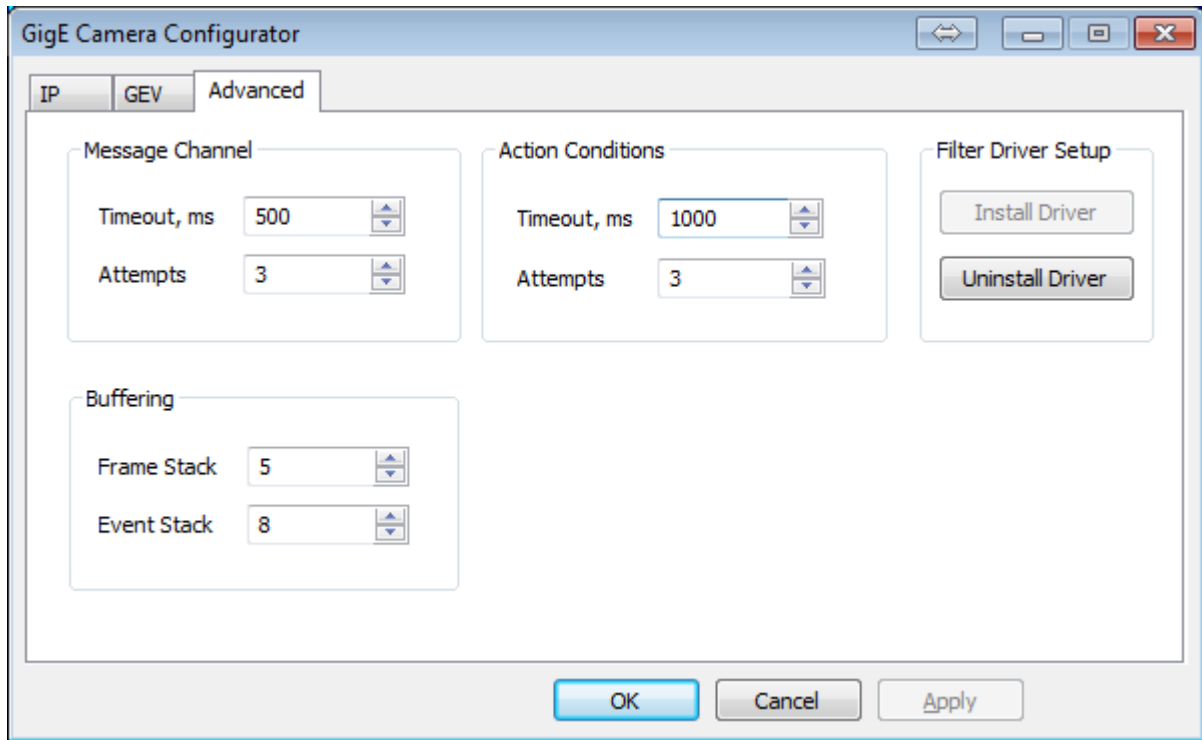 GigE Camera Configurator
IP GEV Advanced
Message Channel
Timeout, ms 500
Attempts 3
Action Conditions
Timeout, ms 1000
Attempts 3
Filter Driver Setup
Install Driver
Uninstall Driver
Buffering
Frame Stack 5
Event Stack 8
OK Cancel Apply